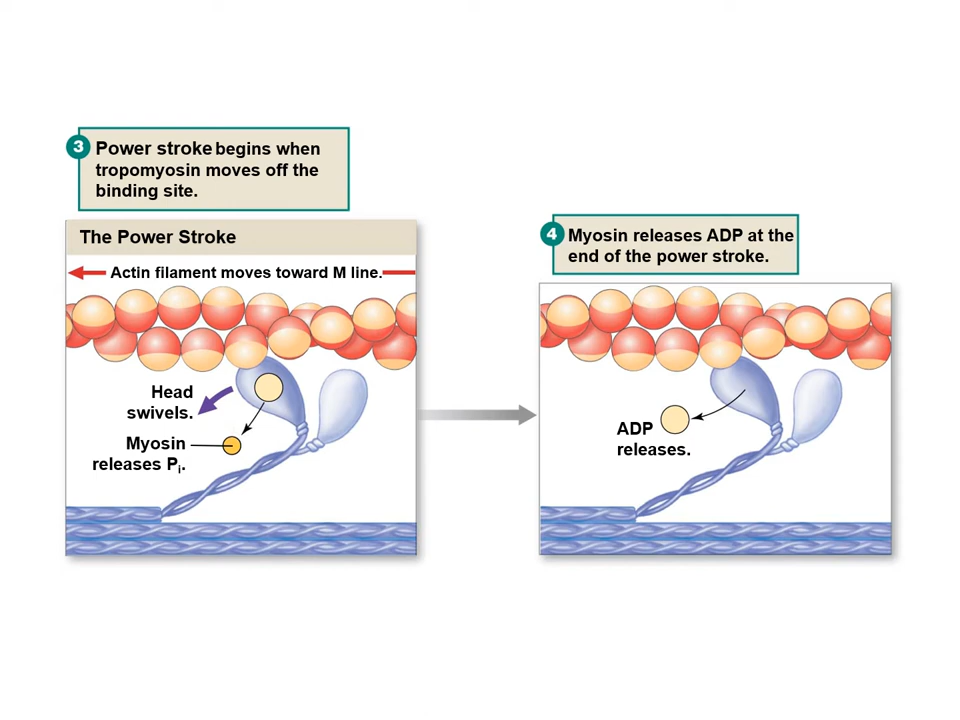 3
Power stroke begins when
tropomyosin moves off the
binding site.
The Power Stroke
Actin filament moves toward M line.
Head
swivels.
Myosin
releases Pi.
4
Myosin releases ADP at the
end of the power stroke.
ADP
releases.